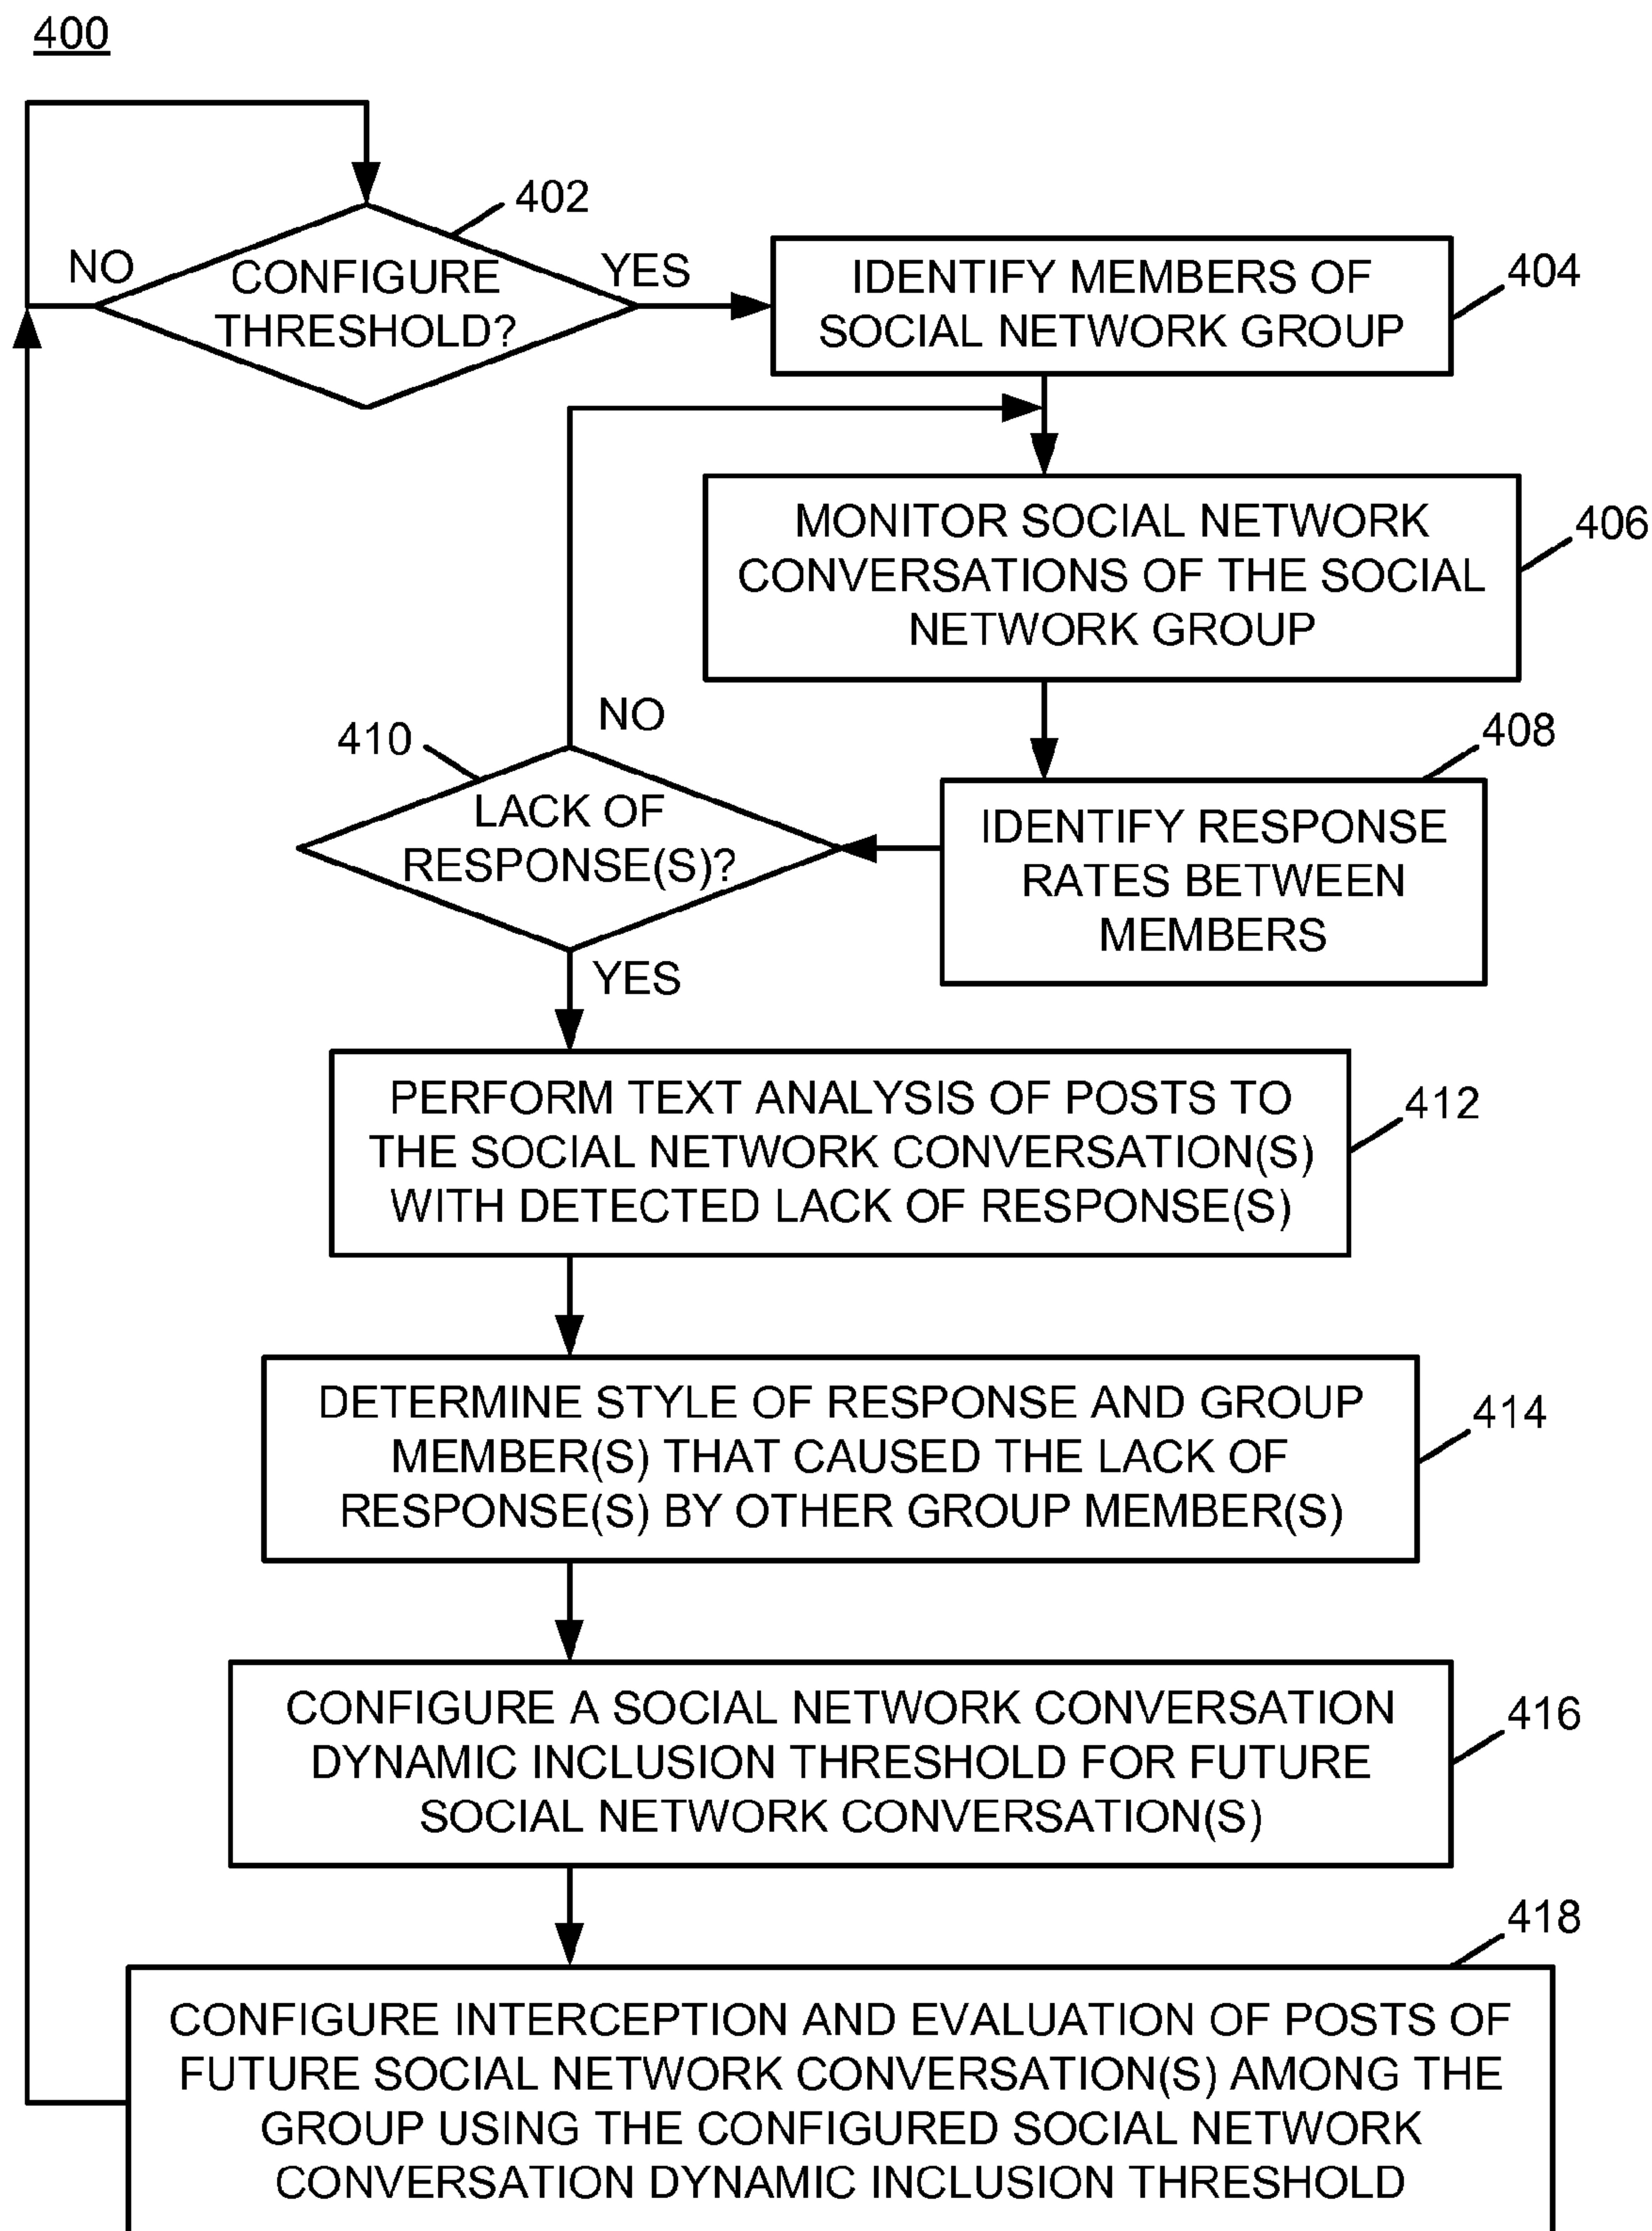 400
402
NO
CONFIGURE
THRESHOLD?
YES
IDENTIFY MEMBERS OF
SOCIAL NETWORK GROUP
404
MONITOR SOCIAL NETWORK
CONVERSATIONS OF THE SOCIAL
NETWORK GROUP
406
NO
410
LACK OF
RESPONSE(S)?
YES
408
IDENTIFY RESPONSE
RATES BETWEEN
MEMBERS
PERFORM TEXT ANALYSIS OF POSTS TO
THE SOCIAL NETWORK CONVERSATION(S)
WITH DETECTED LACK OF RESPONSE(S)
412
DETERMINE STYLE OF RESPONSE AND GROUP
MEMBER(S) THAT CAUSED THE LACK OF
RESPONSE(S) BY OTHER GROUP MEMBER(S)
414
CONFIGURE A SOCIAL NETWORK CONVERSATION
DYNAMIC INCLUSION THRESHOLD FOR FUTURE
SOCIAL NETWORK CONVERSATION(S)
416
418
CONFIGURE INTERCEPTION AND EVALUATION OF POSTS OF
FUTURE SOCIAL NETWORK CONVERSATION(S) AMONG THE
GROUP USING THE CONFIGURED SOCIAL NETWORK
CONVERSATION DYNAMIC INCLUSION THRESHOLD